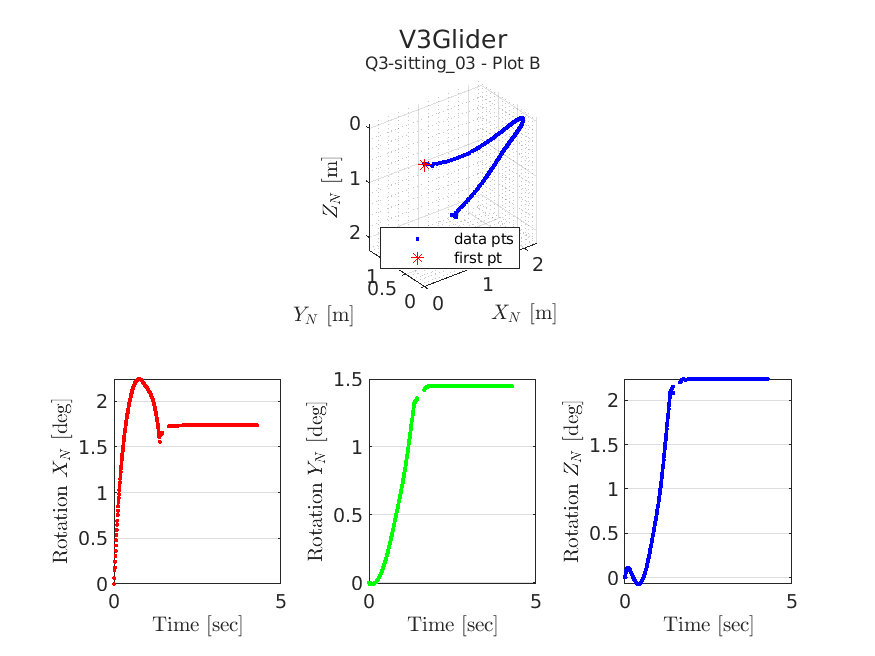 V3Glider
Q3-sitting_03 - Plot B
0
1
2
Z_N [m]
data pts
first pt
1
0.5
0
0
1
2
Y_N [m]
X_N [m]
2
1.5
1
0.5
0
Rotation X_N [deg]
0
5
Time [sec]
1.5
1
0.5
0
Rotation Y_N [deg]
0
5
Time [sec]
2
1.5
1
0.5
0
Rotation Z_N [deg]
0
5
Time [sec]